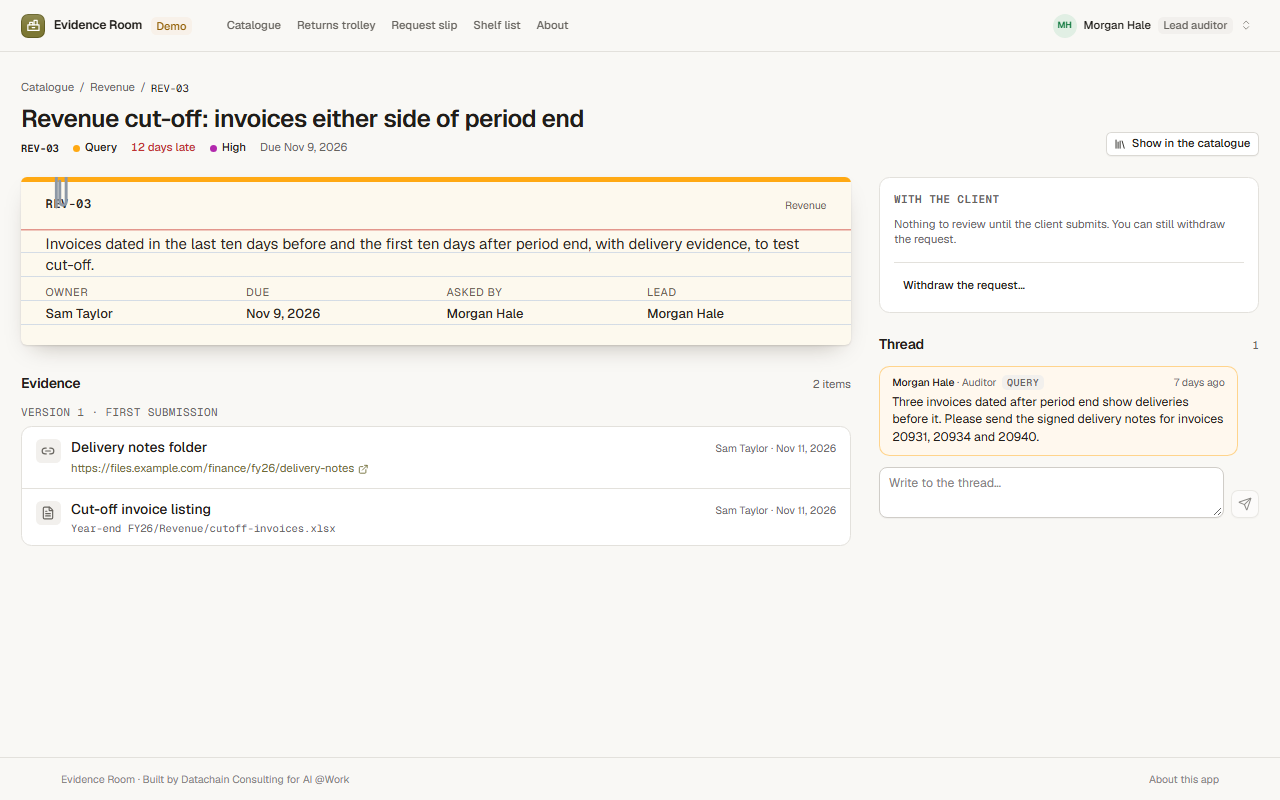 Evidence Room Demo Catalogue Returns trolley Request slip Shelf list About MH Morgan Hale Lead auditor
Catalogue / Revenue / REV-03
Revenue cut-off: invoices either side of period end
REV-03 Query 12 days late High Due Nov 9, 2026
Show in the catalogue
REV-03 Revenue
Invoices dated in the last ten days before and the first ten days after period end, with delivery evidence, to test
cut-off.
OWNER DUE ASKED BY LEAD
Sam Taylor Nov 9, 2026 Morgan Hale Morgan Hale
Evidence 2 items
VERSION 1 · FIRST SUBMISSION
Delivery notes folder Sam Taylor · Nov 11, 2026
https://files.example.com/finance/fy26/delivery-notes
Cut-off invoice listing Sam Taylor · Nov 11, 2026
Year-end FY26/Revenue/cutoff-invoices.xlsx
WITH THE CLIENT
Nothing to review until the client submits. You can still withdraw
the request.
Withdraw the request…
Thread 1
Morgan Hale · Auditor QUERY 7 days ago
Three invoices dated after period end show deliveries
before it. Please send the signed delivery notes for invoices
20931, 20934 and 20940.
Write to the thread…
Evidence Room · Built by Datachain Consulting for AI @Work About this app